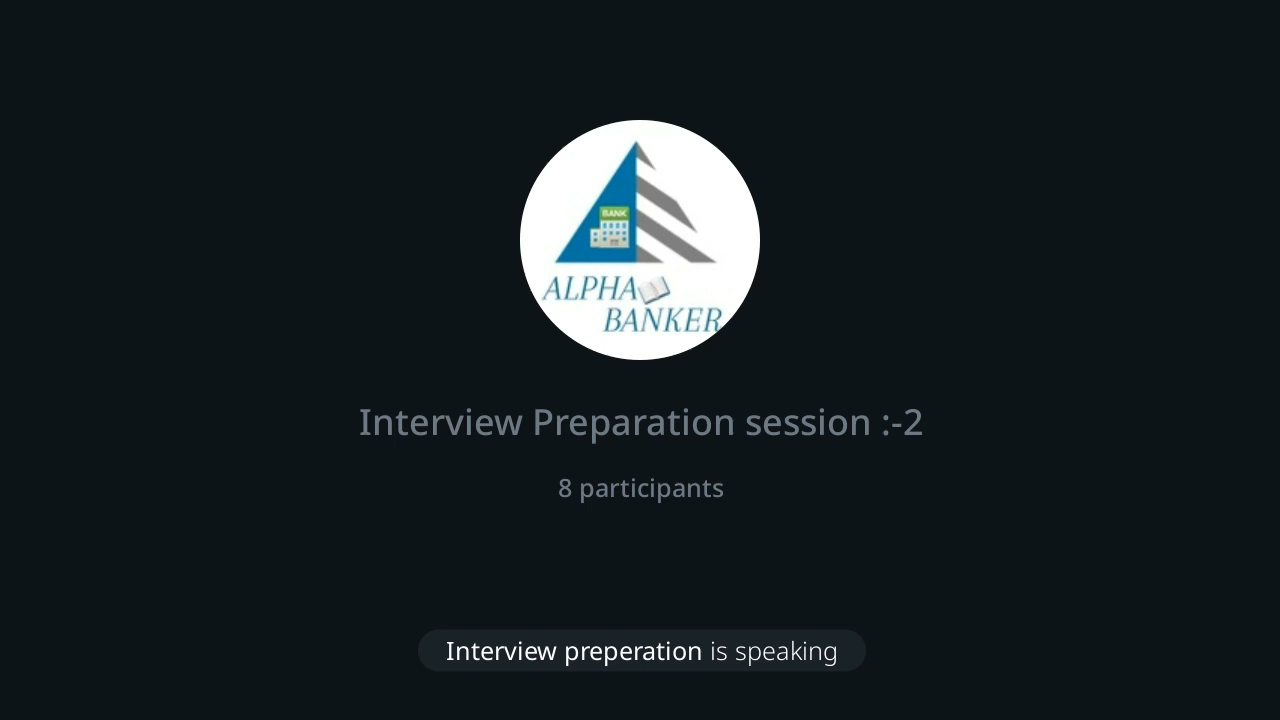 BANK
ALPHA
BANKER
Interview Preparation session :-2
8 participants
Interview preperation is speaking